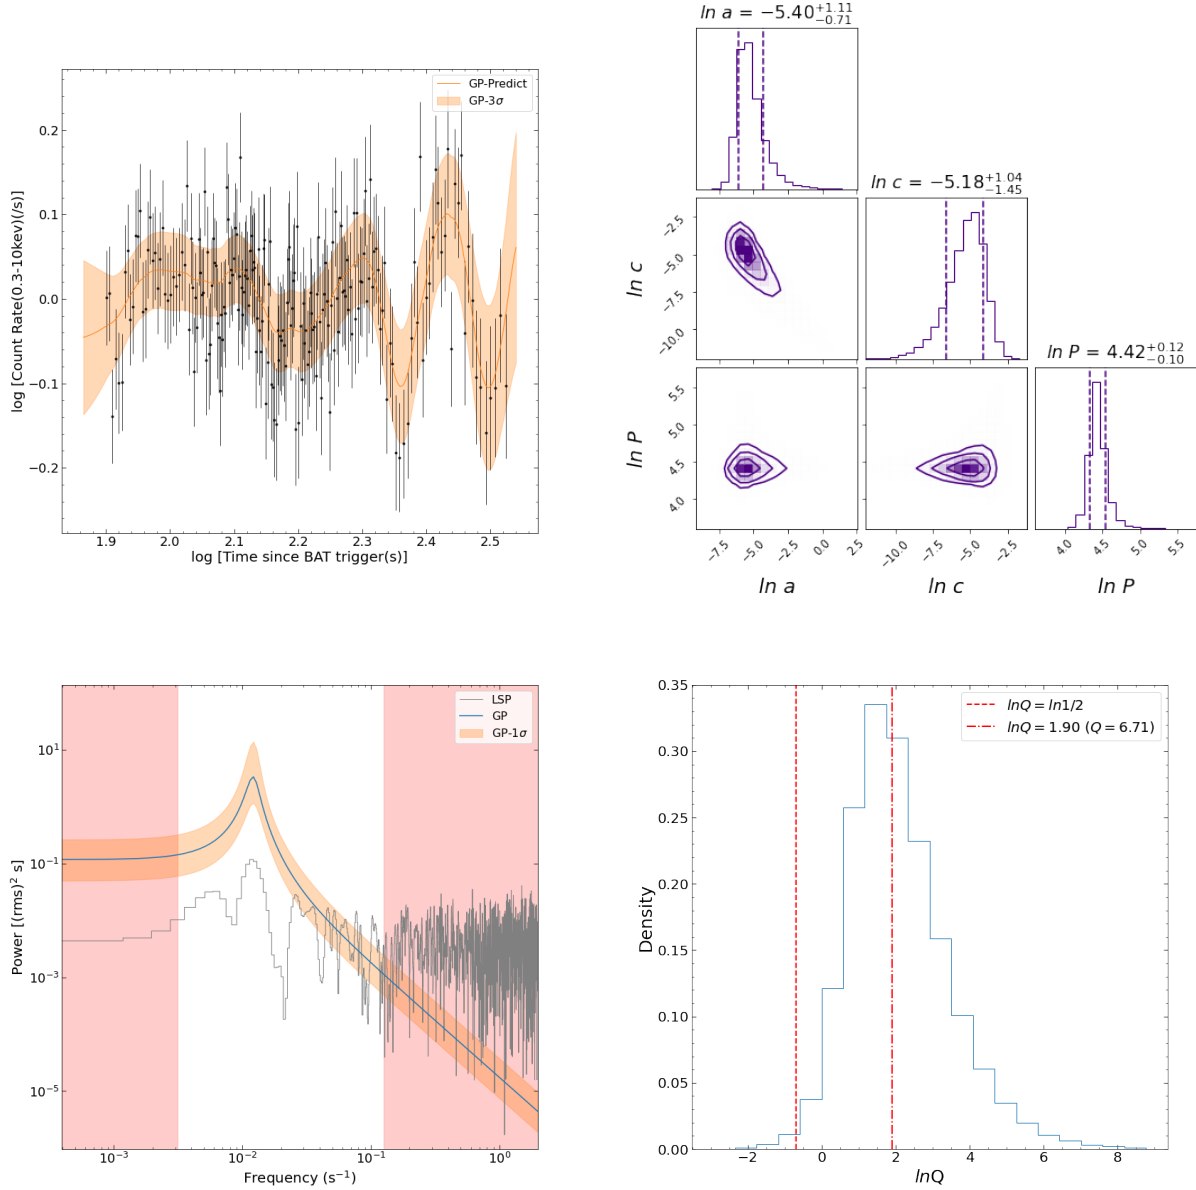 GP-Predict
GP-3σ
0.2
0.1
0.0
−0.1
−0.2
log [Count Rate(0.3-10kev)(/s)]
1.9 2.0 2.1 2.2 2.3 2.4 2.5
log [Time since BAT trigger(s)]
ln a = −5.40+1.11−0.71
ln c = −5.18+1.04−1.45
ln P = 4.42+0.12−0.10
−2.5
−5.0
−7.5
−10.0
ln c
5.5
5.0
4.5
4.0
ln P
−7.5 −5.0 −2.5 0.0 2.5
ln a
−10.0 −7.5 −5.0 −2.5
ln c
4.0 4.5 5.0 5.5
ln P
LSP
GP
GP-1σ
10¹
10⁻¹
10⁻³
10⁻⁵
Power [(rms)² s]
10⁻³ 10⁻² 10⁻¹ 10⁰
Frequency (s⁻¹)
lnQ = ln1/2
lnQ = 1.90 (Q = 6.71)
0.35
0.30
0.25
0.20
0.15
0.10
0.05
0.00
Density
−2 0 2 4 6 8
lnQ